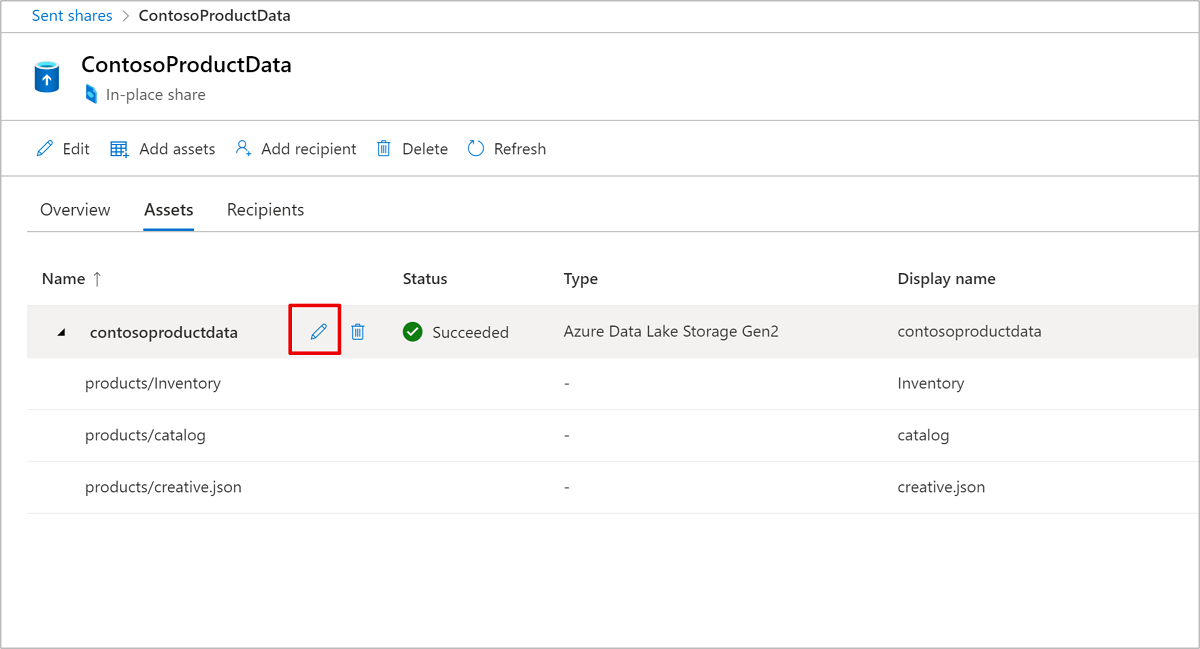 Sent shares > ContosoProductData
ContosoProductData
In-place share
Edit Add assets Add recipient Delete Refresh
Overview Assets Recipients
Name ↑ Status Type Display name
contosoproductdata Succeeded Azure Data Lake Storage Gen2 contosoproductdata
products/Inventory - Inventory
products/catalog - catalog
products/creative.json - creative.json